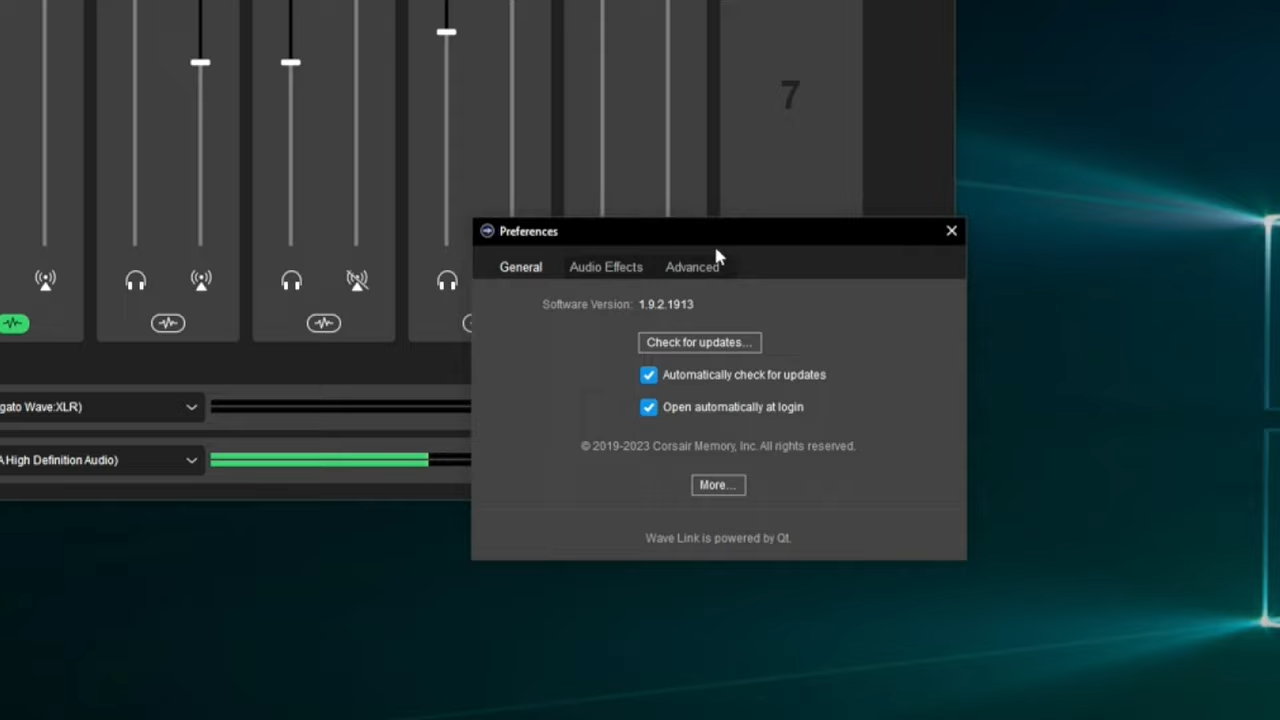 7
Preferences
General Audio Effects Advanced
Software Version: 1.9.2.1913
Check for updates...
Automatically check for updates
gato Wave:XLR)
Open automatically at login
© 2019-2023 Corsair Memory, Inc. All rights reserved.
A High Definition Audio)
More...
Wave Link is powered by Qt.